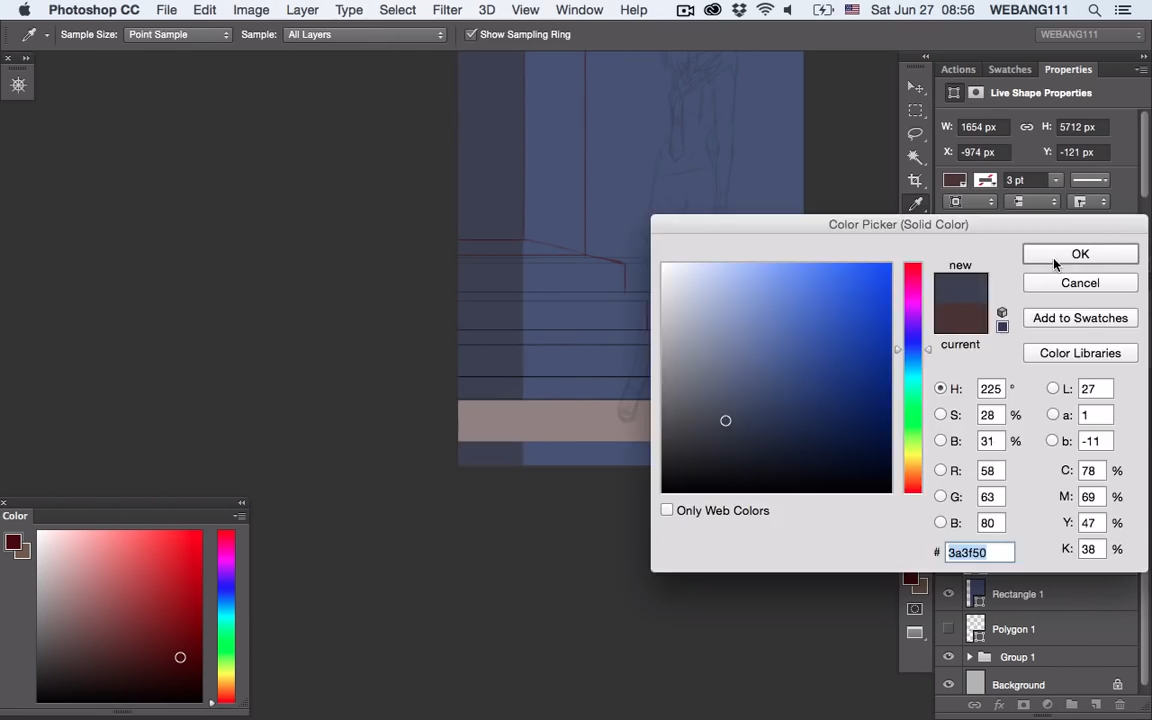 Photoshop CC File Edit Image Layer Type Select Filter 3D View Window Help Sat Jun 27 08:56 WEBANG111
Sample Size: Point Sample Sample: All Layers Show Sampling Ring WEBANG111
Actions Swatches Properties
Live Shape Properties
W: 1654 px H: 5712 px
X: -974 px Y: -121 px
3 pt
Color Picker (Solid Color)
new
OK
Cancel
Add to Swatches
current
Color Libraries
H: 225 ° L: 27
S: 28 % a: 1
B: 31 % b: -11
R: 58 C: 78 %
G: 63 M: 69 %
B: 80 Y: 47 %
# 3a3f50 K: 38 %
Only Web Colors
Color
Rectangle 1
Polygon 1
Group 1
Background
fx